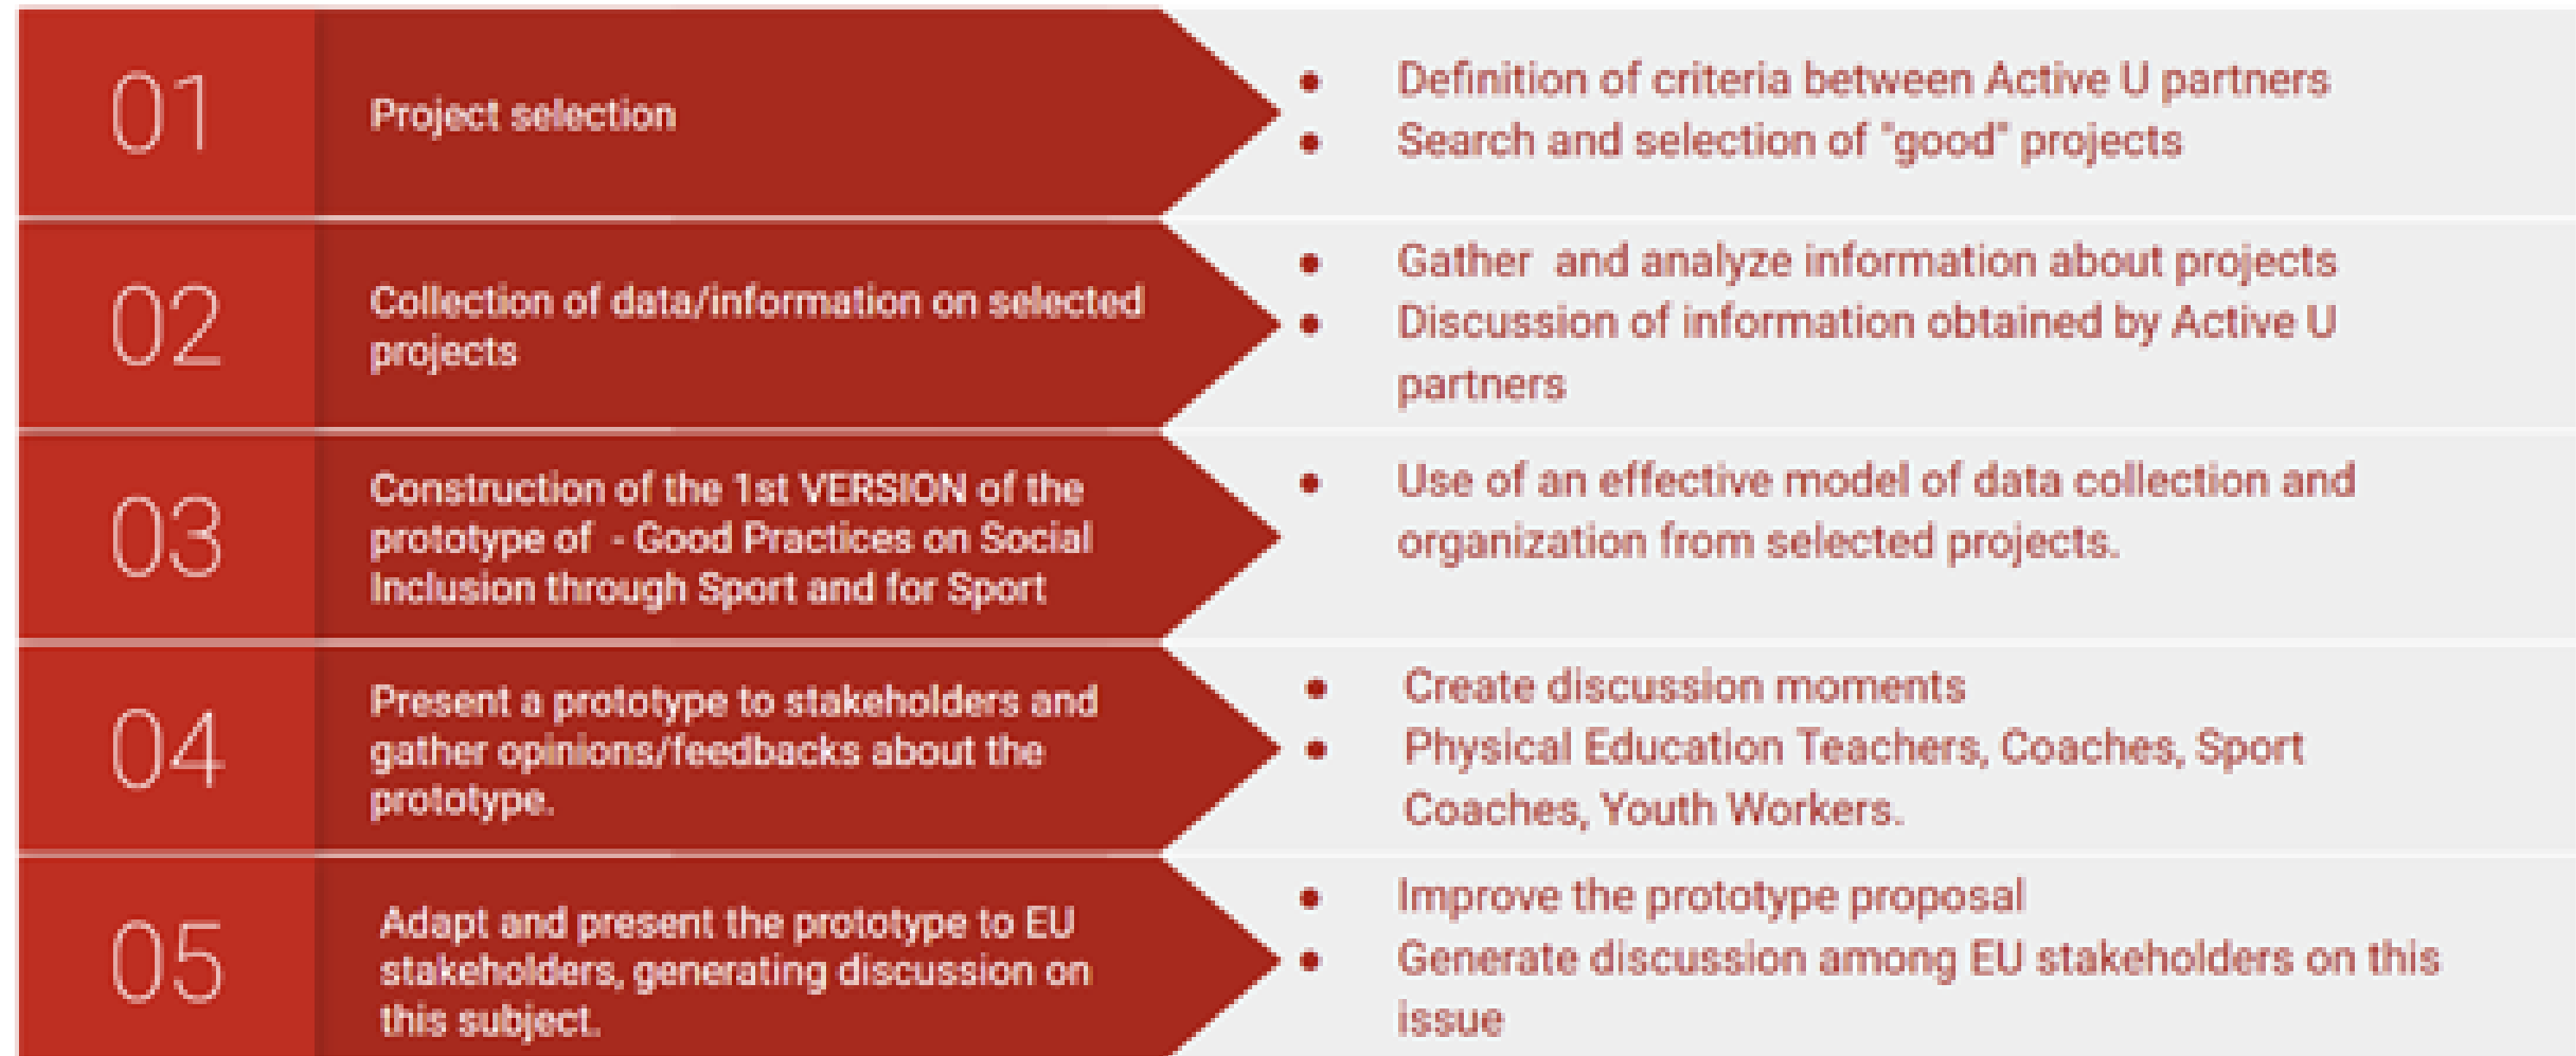 01
Project selection
• Definition of criteria between Active U partners
• Search and selection of "good" projects
02
Collection of data/information on selected
projects
• Gather  and analyze information about projects
• Discussion of information obtained by Active U
partners
03
Construction of the 1st VERSION of the
prototype of  - Good Practices on Social
Inclusion through Sport and for Sport
• Use of an effective model of data collection and
organization from selected projects.
04
Present a prototype to stakeholders and
gather opinions/feedbacks about the
prototype.
• Create discussion moments
• Physical Education Teachers, Coaches, Sport
Coaches, Youth Workers.
05
Adapt and present the prototype to EU
stakeholders, generating discussion on
this subject.
• Improve the prototype proposal
• Generate discussion among EU stakeholders on this
issue